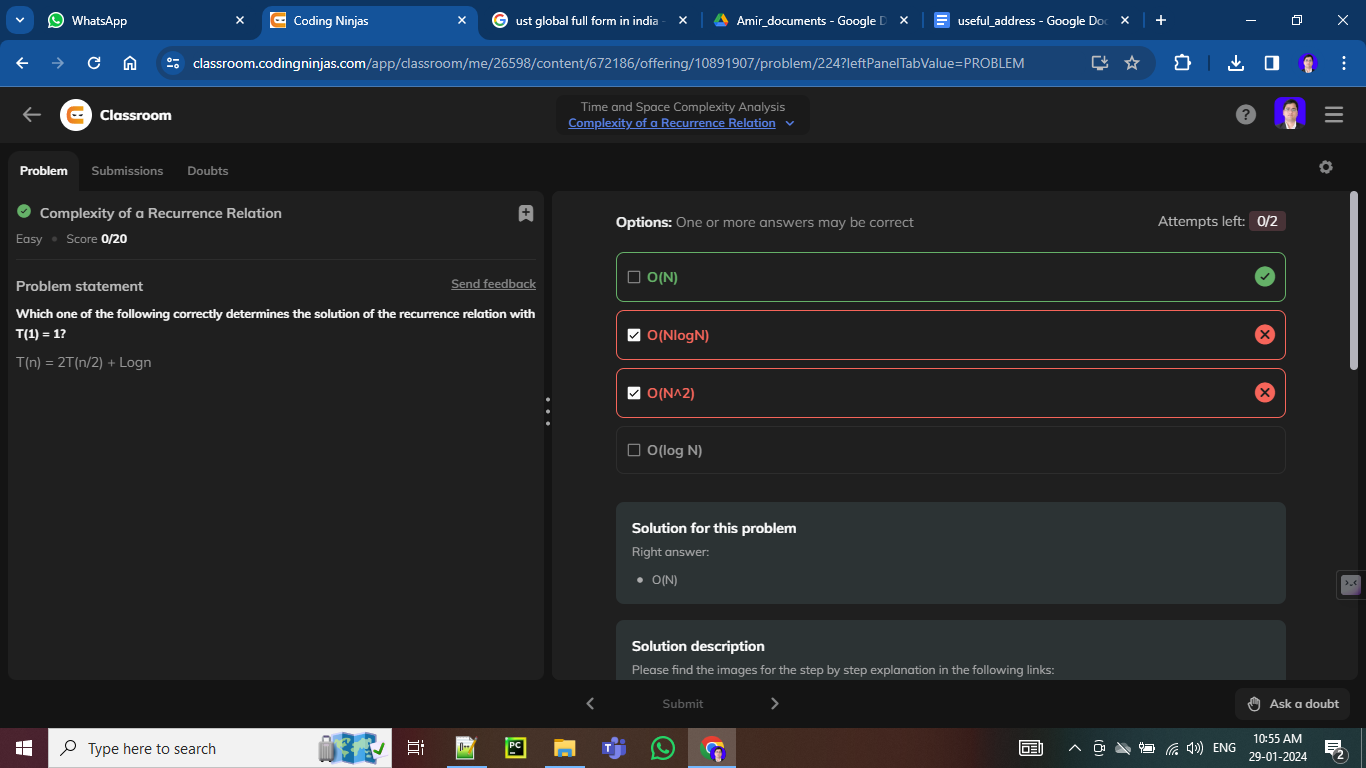 WhatsApp
Coding Ninjas
ust global full form in india -
Amir_documents - Google D
useful_address - Google Doc
classroom.codingninjas.com/app/classroom/me/26598/content/672186/offering/10891907/problem/224?leftPanelTabValue=PROBLEM
Classroom
Time and Space Complexity Analysis
Complexity of a Recurrence Relation
Problem Submissions Doubts
Complexity of a Recurrence Relation
Easy • Score 0/20
Problem statement
Send feedback
Which one of the following correctly determines the solution of the recurrence relation with
T(1) = 1?
T(n) = 2T(n/2) + Logn
Options: One or more answers may be correct
Attempts left: 0/2
O(N)
O(NlogN)
O(N^2)
O(log N)
Solution for this problem
Right answer:
• O(N)
Solution description
Please find the images for the step by step explanation in the following links:
Submit
Ask a doubt
Type here to search
PC
ENG
10:55 AM
29-01-2024
2